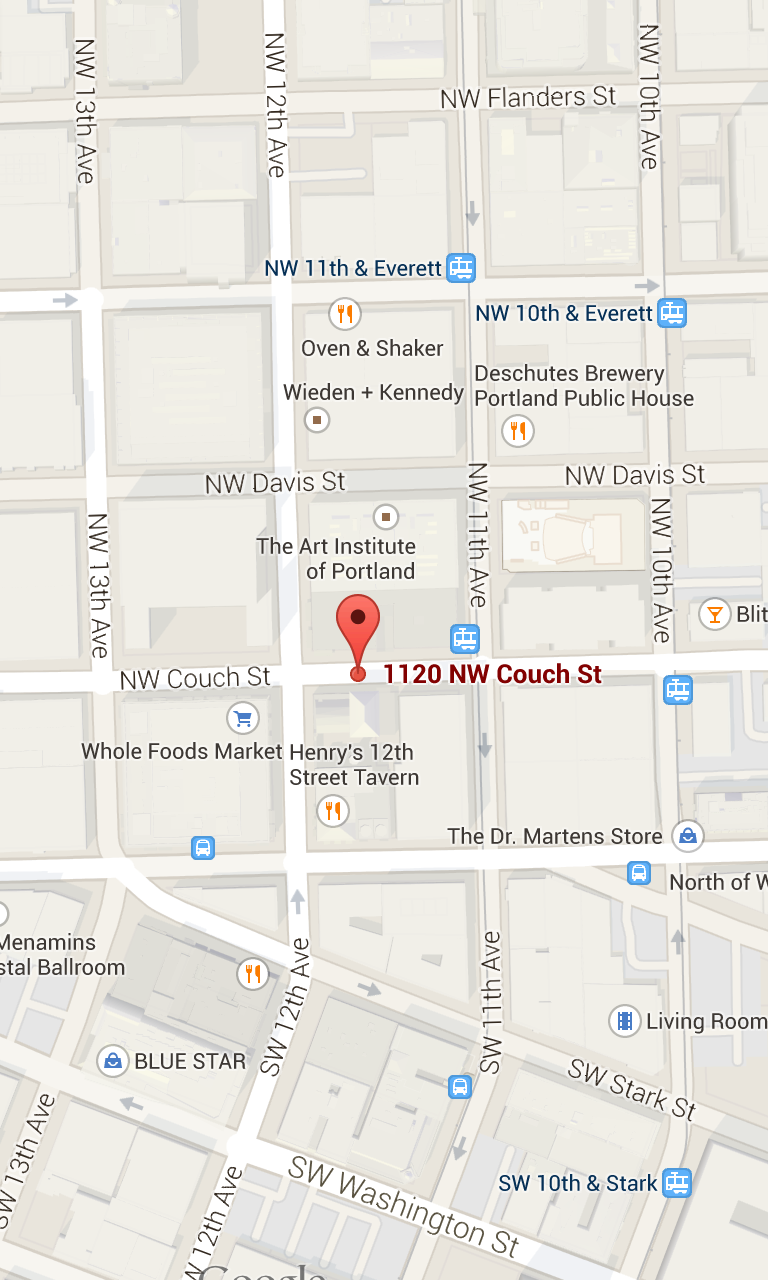 NW 13th Ave
NW 12th Ave
NW 10th Ave
NW Flanders St
NW 11th & Everett
NW 10th & Everett
Oven & Shaker
Wieden + Kennedy
Deschutes Brewery
Portland Public House
NW Davis St
NW Davis St
NW 11th Ave
NW 10th Ave
NW 13th Ave
The Art Institute
of Portland
Blit
1120 NW Couch St
NW Couch St
Whole Foods Market
Henry's 12th
Street Tavern
The Dr. Martens Store
North of W
Menamins
stal Ballroom
SW 12th Ave
SW 11th Ave
Living Room
BLUE STAR
SW Stark St
SW 13th Ave
SW 10th & Stark
SW Washington St
W 12th Ave
Google